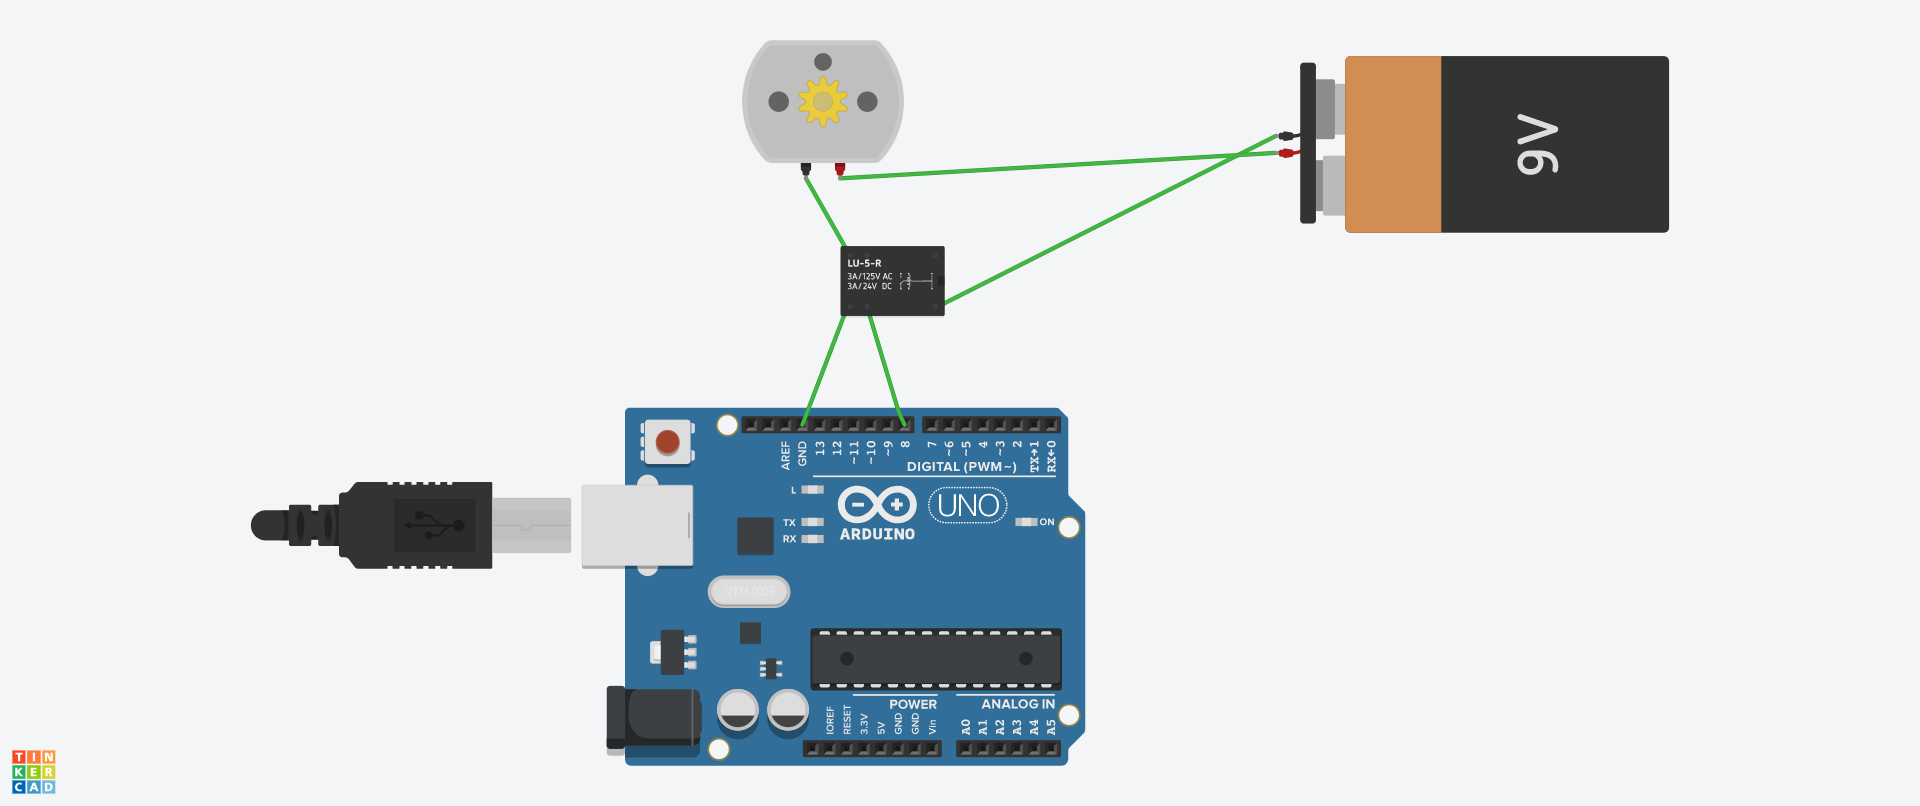 9V
LU-5-R
3A/125V AC
3A/24V DC
AREF
GND
13
12
~11
~10
~9
8
7
~6
~5
4
~3
2
TX→1
RX←0
DIGITAL (PWM~)
L
TX
RX
UNO
ARDUINO
ON
POWER
ANALOG IN
IOREF
RESET
3.3V
5V
GND
GND
Vin
A0
A1
A2
A3
A4
A5
TIN
KER
CAD